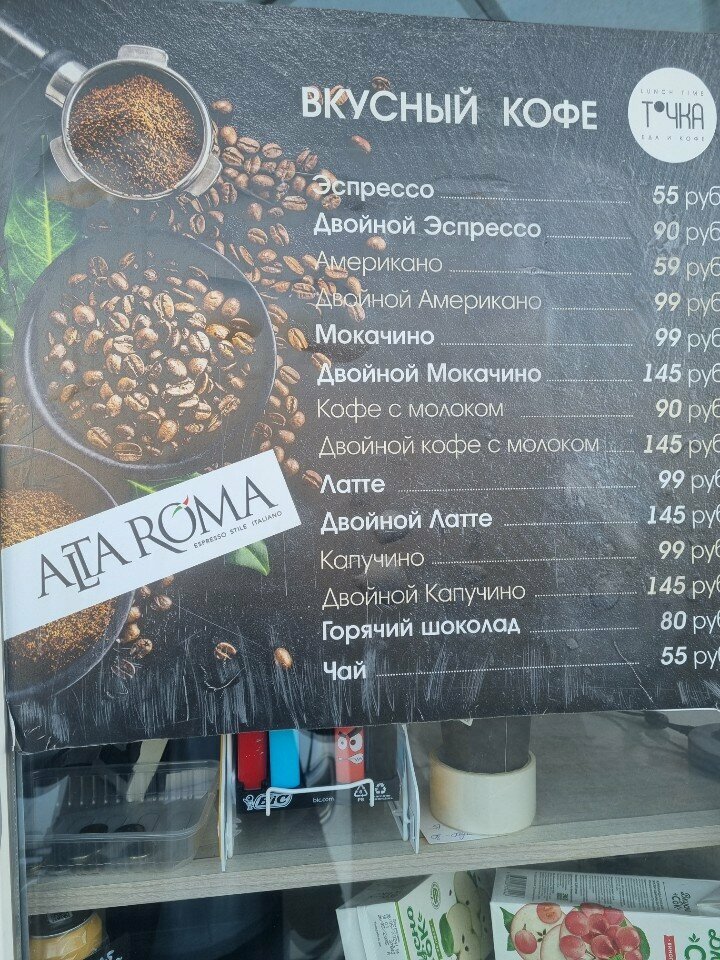 ВКУСНЫЙ КОФЕ
LUNCH TIME
ТОЧКА
ЕДА И КОФЕ
Эспрессо 55 руб
Двойной Эспрессо 90 руб
Американо 59 руб
Двойной Американо 99 руб
Мокачино 99 руб
Двойной Мокачино 145 руб
Кофе с молоком 90 руб
Двойной кофе с молоком 145 руб
Латте 99 руб
Двойной Латте 145 руб
Капучино 99 руб
Двойной Капучино 145 руб
Горячий шоколад 80 руб
Чай 55 руб
ALTA ROMA
ESPRESSO STILE ITALIANO
BIC
bic.com